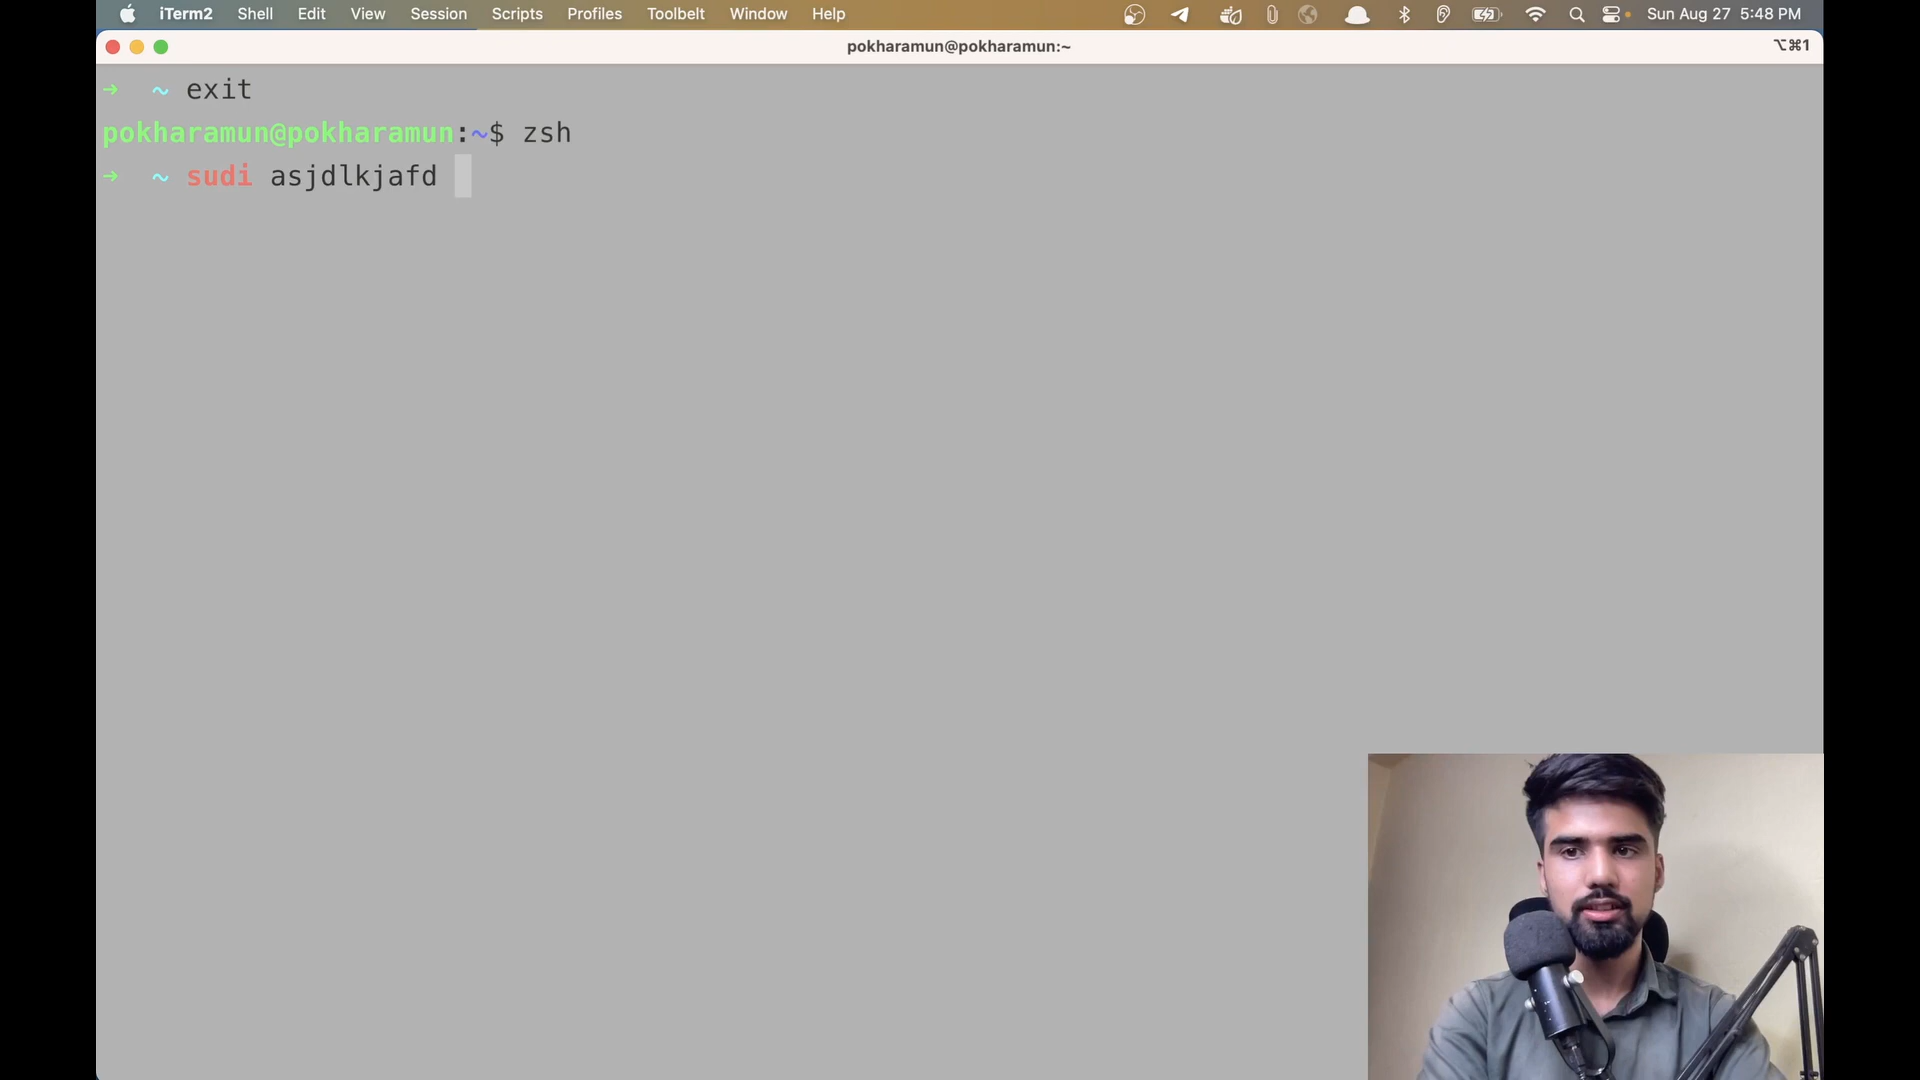 iTerm2 Shell Edit View Session Scripts Profiles Toolbelt Window Help Sun Aug 27 5:48 PM
pokharamun@pokharamun:~ ⌥⌘1
→ ~ exit
pokharamun@pokharamun:~$ zsh
→ ~ sudi asjdlkjafd